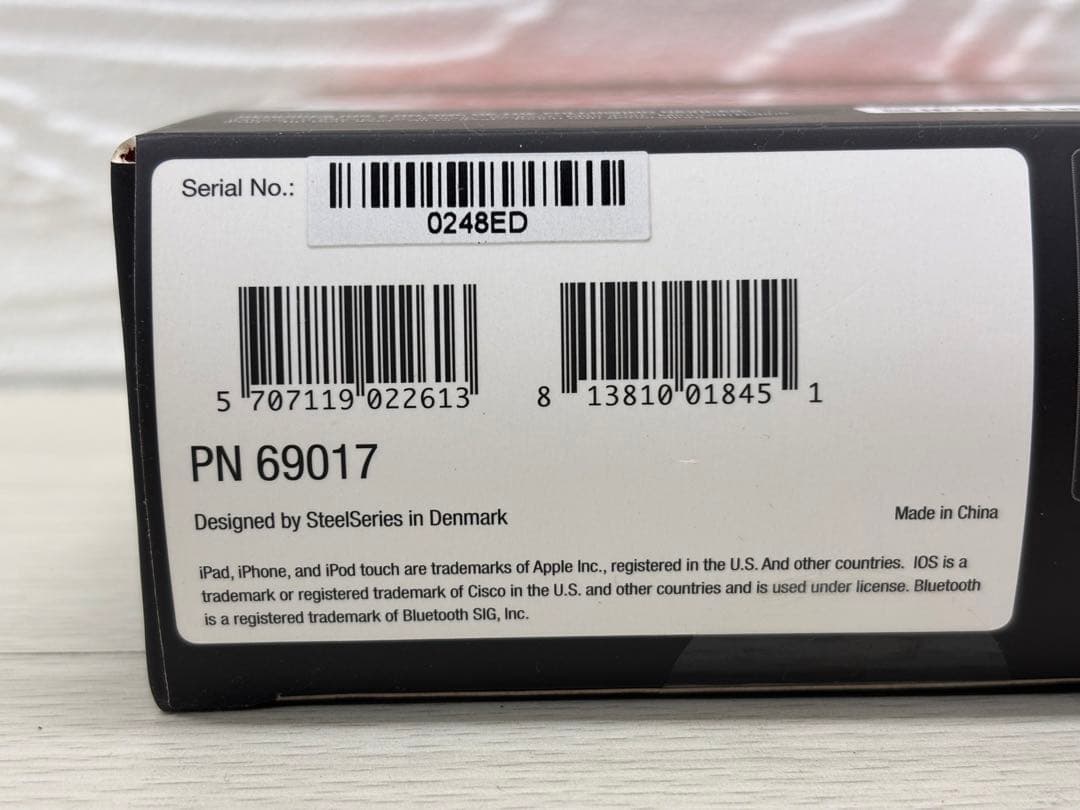 Serial No.:
0248ED
5 707119 022613
8 13810 01845 1
PN 69017
Designed by SteelSeries in Denmark
Made in China
iPad, iPhone, and iPod touch are trademarks of Apple Inc., registered in the U.S. And other countries. IOS is a
trademark or registered trademark of Cisco in the U.S. and other countries and is used under license. Bluetooth
is a registered trademark of Bluetooth SIG, Inc.